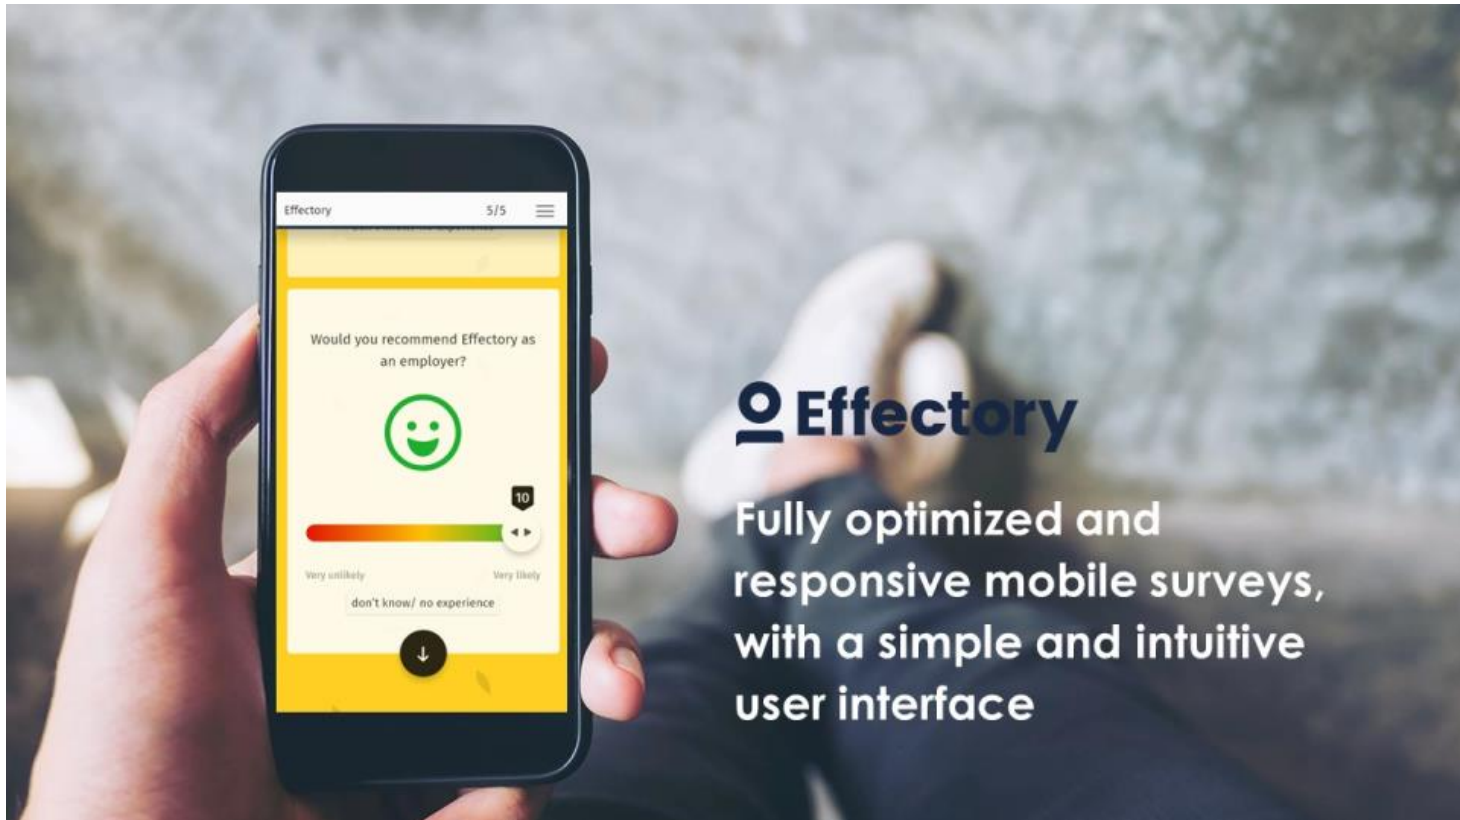 Effectory 5/5
Would you recommend Effectory as
an employer?
10
Very unlikely Very likely
don't know/ no experience
Effectory
Fully optimized and
responsive mobile surveys,
with a simple and intuitive
user interface